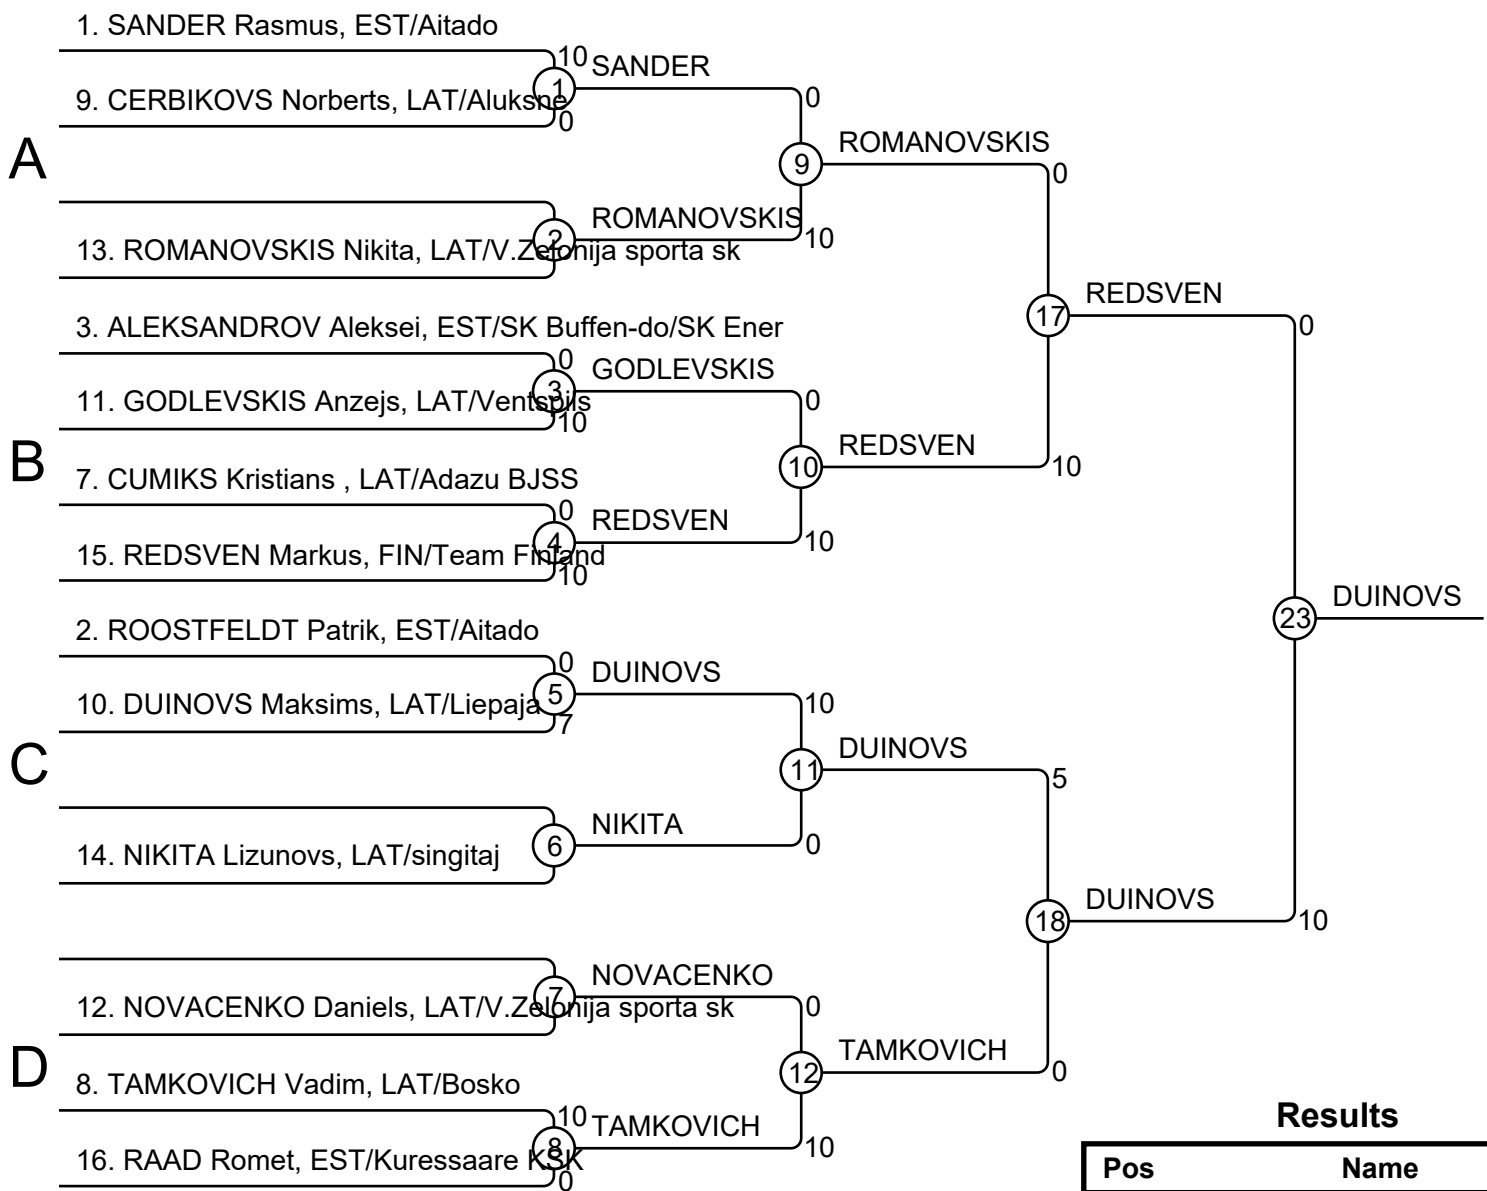 1. SANDER Rasmus, EST/Aitado
10
SANDER
1
9. CERBIKOVS Norberts, LAT/Aluksne
0
0
A
ROMANOVSKIS
9
0
ROMANOVSKIS
2
10
13. ROMANOVSKIS Nikita, LAT/V.Zelonija sporta sk
REDSVEN
17
0
3. ALEKSANDROV Aleksei, EST/SK Buffen-do/SK Ener
0
GODLEVSKIS
3
11. GODLEVSKIS Anzejs, LAT/Ventspils
0
10
B
REDSVEN
10
10
7. CUMIKS Kristians , LAT/Adazu BJSS
0
REDSVEN
4
10
15. REDSVEN Markus, FIN/Team Finland
10
DUINOVS
23
2. ROOSTFELDT Patrik, EST/Aitado
0
DUINOVS
5
10. DUINOVS Maksims, LAT/Liepaja
10
7
C
DUINOVS
11
5
NIKITA
6
0
14. NIKITA Lizunovs, LAT/singitaj
DUINOVS
18
10
NOVACENKO
7
12. NOVACENKO Daniels, LAT/V.Zelonija sporta sk
0
D
TAMKOVICH
12
0
8. TAMKOVICH Vadim, LAT/Bosko
10
TAMKOVICH
8
10
16. RAAD Romet, EST/Kuressaare KSK
0
Results
Pos Name